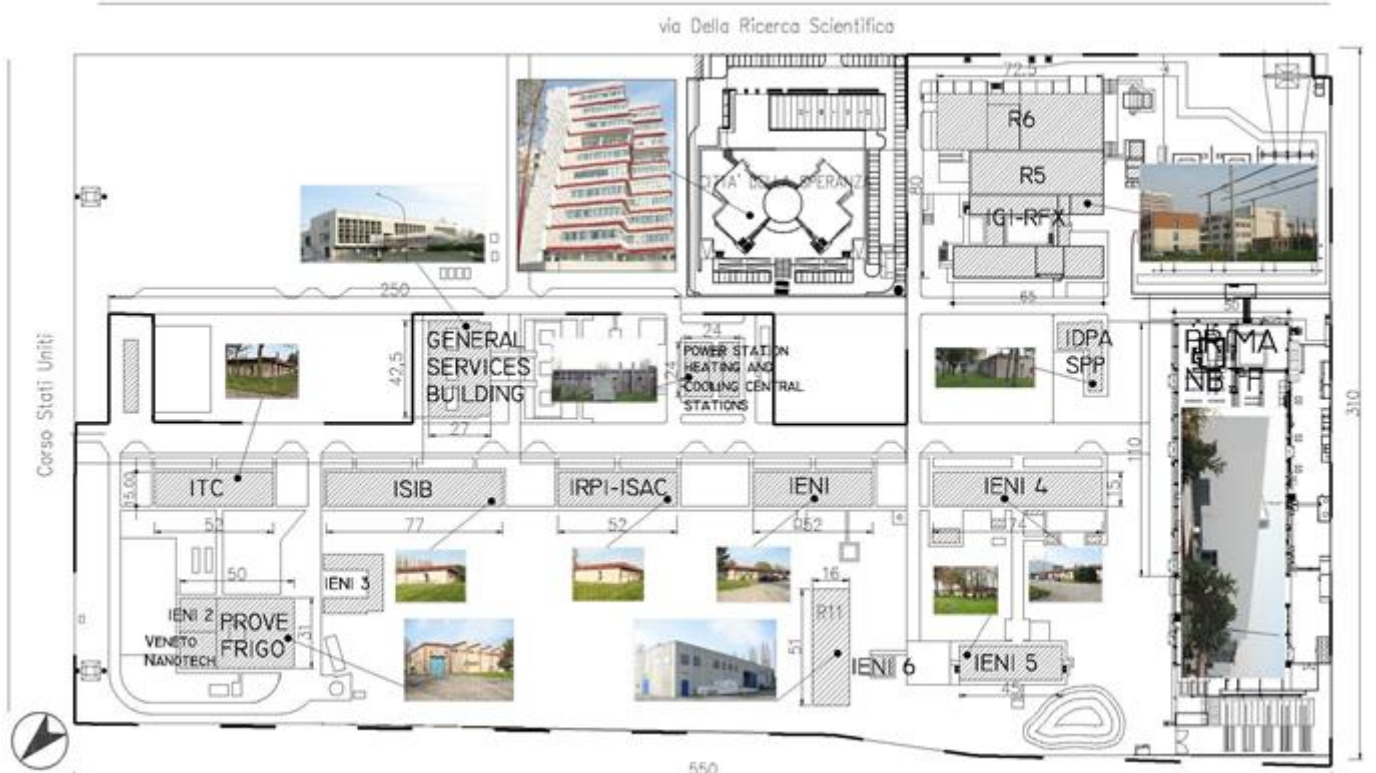 via Della Ricerca Scientifica
72.5
R6
R5
CITTA' DELLA SPERANZA
80
IGI-RFX
65
250
50
Corso Stati Uniti
42.5
GENERAL
SERVICES
BUILDING
27
24
24
POWER STATION
HEATING AND
COOLING CENTRAL
STATIONS
IDPA
SPP
PRIMA
310
110
15.00
ITC
ISIB
IRPI-ISAC
IENI
IENI 4
15
52
77
52
52
74
50
IENI 3
16
IENI 2
PROVE
FRIGO
31
VENETO
NANOTECH
R11
51
IENI 6
IENI 5
45
550